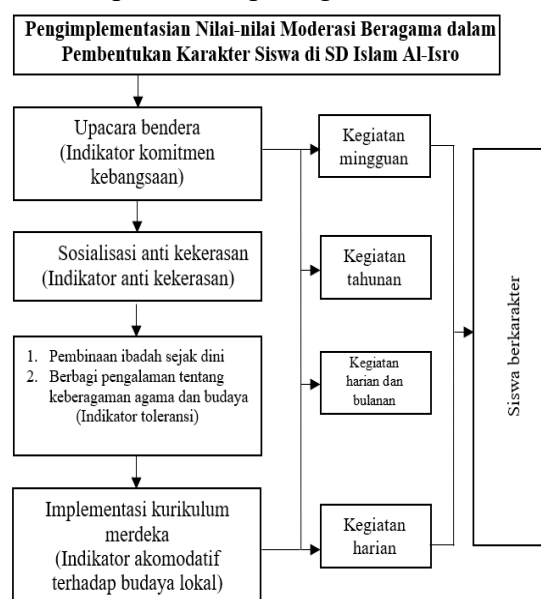 Pengimplementasian Nilai-nilai Moderasi Beragama dalam
Pembentukan Karakter Siswa di SD Islam Al-Isro
Upacara bendera
(Indikator komitmen
kebangsaan)
Kegiatan
mingguan
Sosialisasi anti kekerasan
(Indikator anti kekerasan)
Kegiatan
tahunan
1. Pembinaan ibadah sejak dini
2. Berbagi pengalaman tentang
keberagaman agama dan budaya
(Indikator toleransi)
Kegiatan
harian dan
bulanan
Implementasi kurikulum
merdeka
(Indikator akomodatif
terhadap budaya lokal)
Kegiatan
harian
Siswa berkarakter